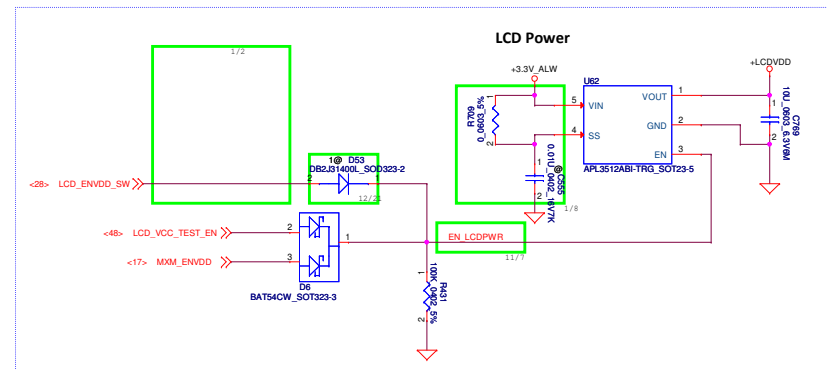 LCD Power
1/2
+3.3V_ALW
U62
+LCDVDD
1
R709
0_0603_5%
2
5
VIN
VOUT
1
4
SS
GND
2
EN
3
APL3512ABI-TRG_SOT23-5
1
2
C769
10U_0603_6.3V6M
1
2
@
C555
0.01U_0402_16V7K
1/8
1@ D53
DB2J31400L_SOD323-2
<28> LCD_ENVDD_SW
2
1
12/21
<48> LCD_VCC_TEST_EN
2
1
<17> MXM_ENVDD
3
D6
BAT54CW_SOT323-3
EN_LCDPWR
11/7
1
R431
100K_0402_5%
2